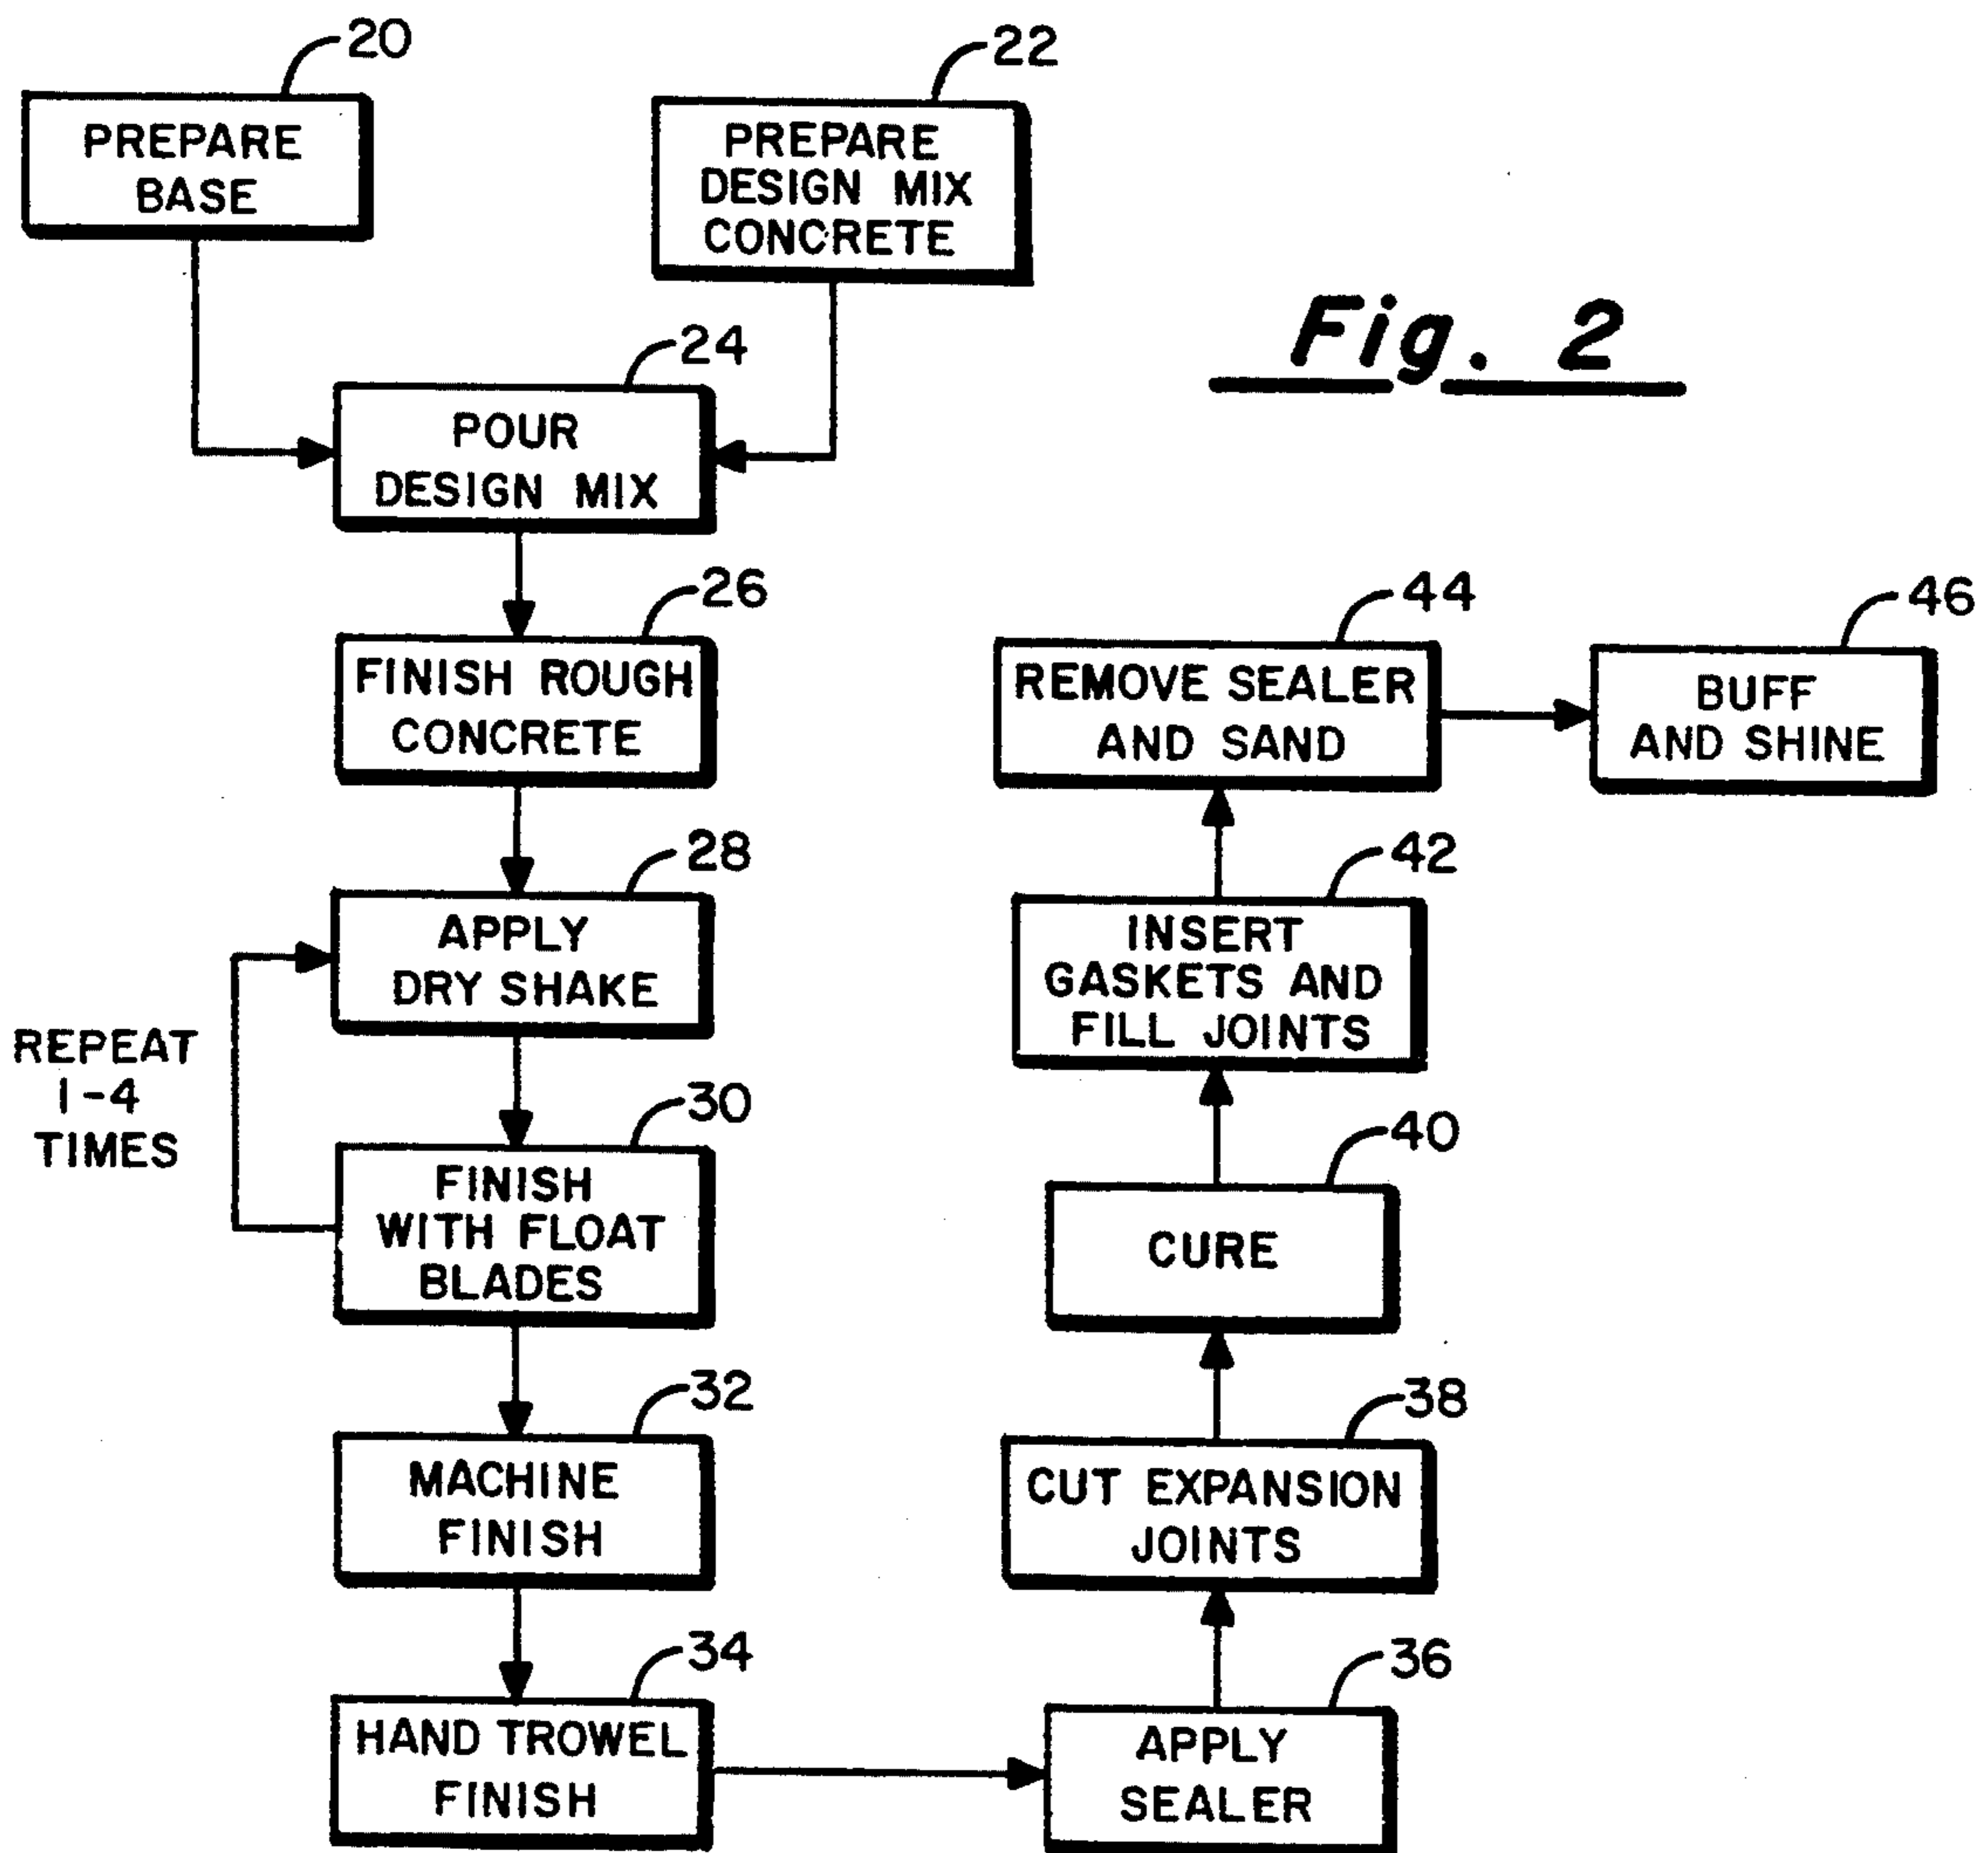 20
PREPARE
BASE
22
PREPARE
DESIGN MIX
CONCRETE
Fig. 2
24
POUR
DESIGN MIX
26
FINISH ROUGH
CONCRETE
28
APPLY
DRY SHAKE
REPEAT
1-4
TIMES
30
FINISH
WITH FLOAT
BLADES
32
MACHINE
FINISH
34
HAND TROWEL
FINISH
36
APPLY
SEALER
38
CUT EXPANSION
JOINTS
40
CURE
42
INSERT
GASKETS AND
FILL JOINTS
44
REMOVE SEALER
AND SAND
46
BUFF
AND SHINE